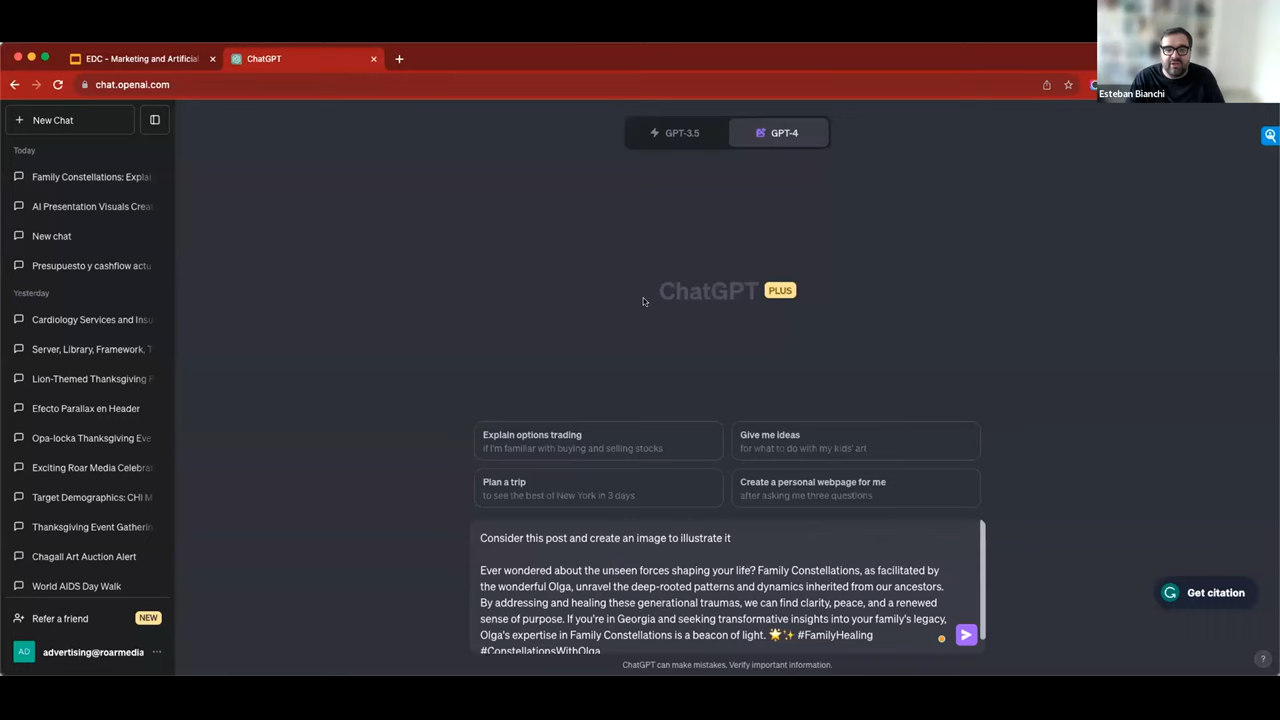 EDC - Marketing and Artificial
ChatGPT
chat.openai.com
Esteban Bianchi
New Chat
GPT-3.5
GPT-4
Today
Family Constellations: Expla
AI Presentation Visuals Crea
New chat
Presupuesto y cashflow actu
Yesterday
Cardiology Services and Insu
Server, Library, Framework, T
Lion-Themed Thanksgiving
Efecto Parallax en Header
Opa-locka Thanksgiving Eve
Exciting Roar Media Celebra
Target Demographics: CHI M
Thanksgiving Event Gatherin
Chagall Art Auction Alert
World AIDS Day Walk
Refer a friend
NEW
AD
advertising@roarmedia
ChatGPT PLUS
Explain options trading
if I'm familiar with buying and selling stocks
Give me ideas
for what to do with my kids' art
Plan a trip
to see the best of New York in 3 days
Create a personal webpage for me
after asking me three questions
Consider this post and create an image to illustrate it
Ever wondered about the unseen forces shaping your life? Family Constellations, as facilitated by
the wonderful Olga, unravel the deep-rooted patterns and dynamics inherited from our ancestors.
By addressing and healing these generational traumas, we can find clarity, peace, and a renewed
sense of purpose. If you're in Georgia and seeking transformative insights into your family's legacy,
Olga's expertise in Family Constellations is a beacon of light. 🌟✨ #FamilyHealing
#ConstellationsWithOlga
Get citation
ChatGPT can make mistakes. Verify important information.
?